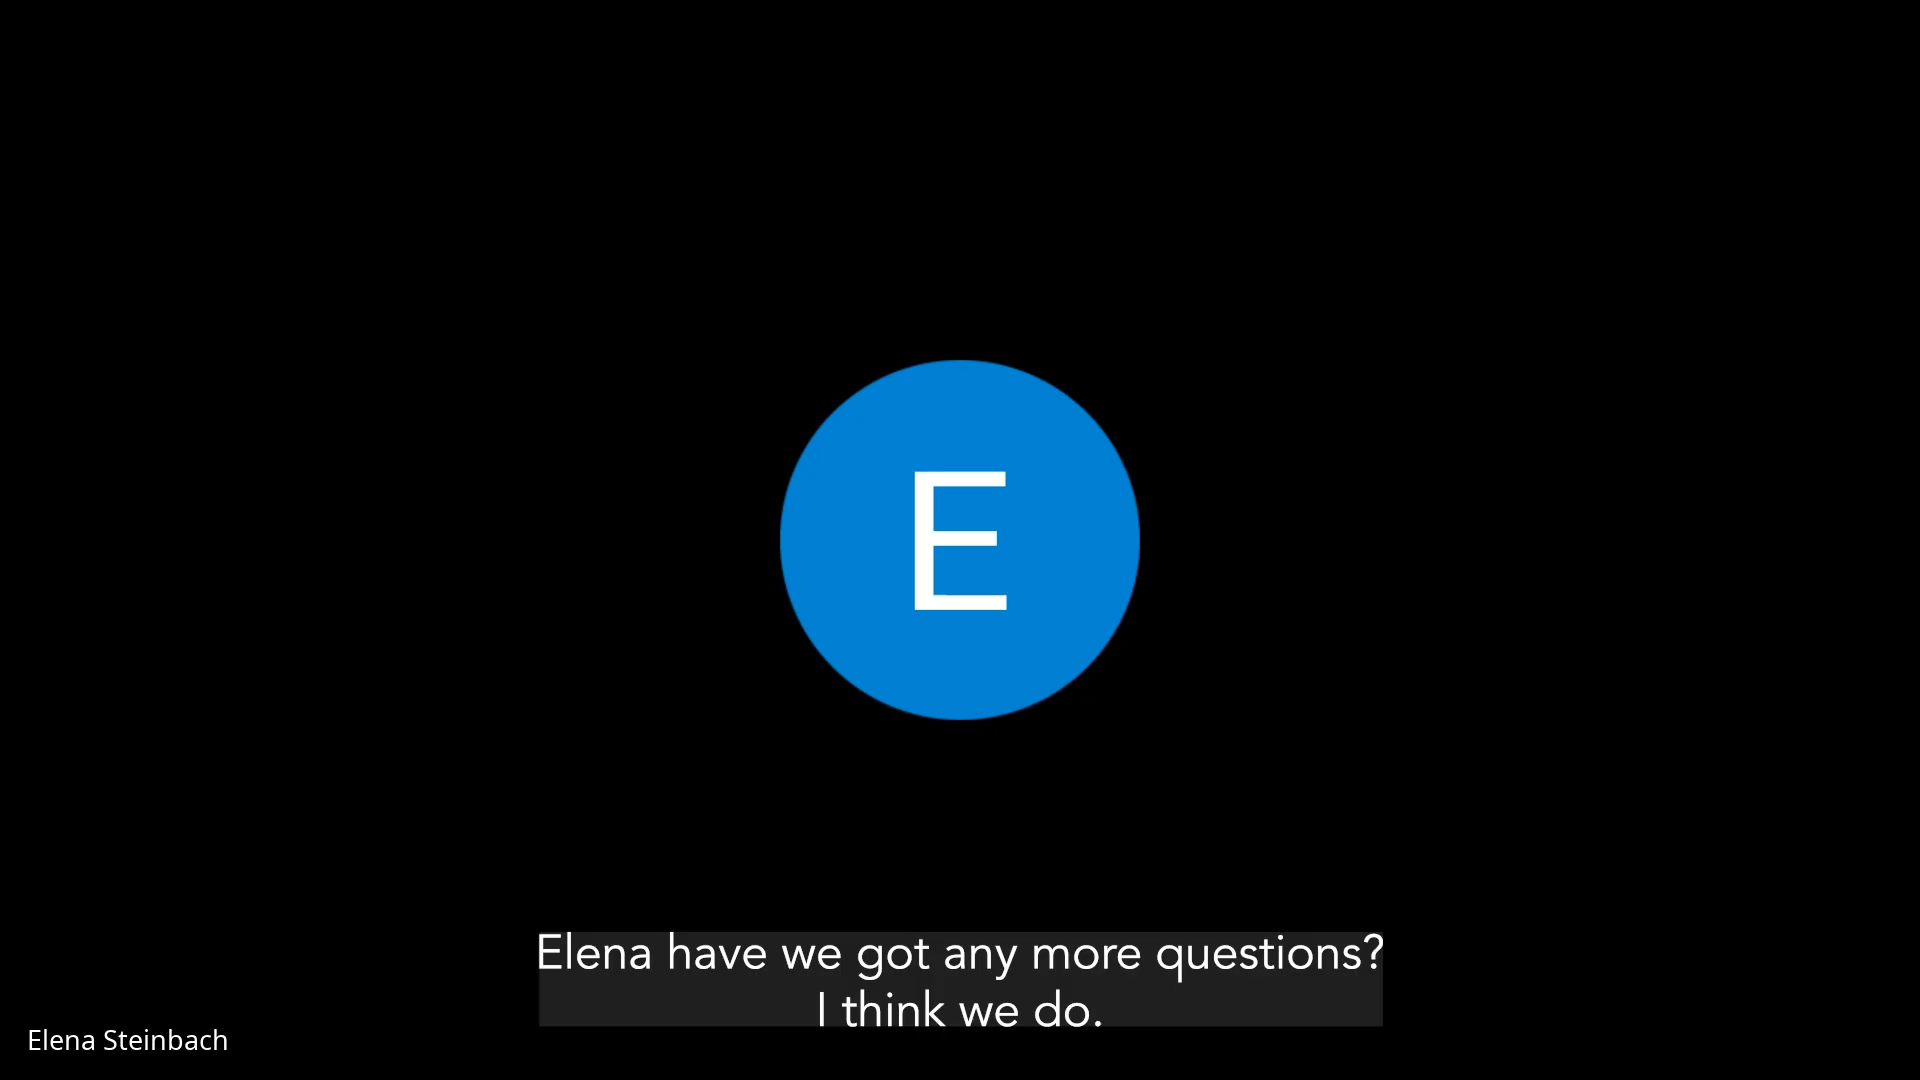 E
Elena have we got any more questions?
I think we do.
Elena Steinbach